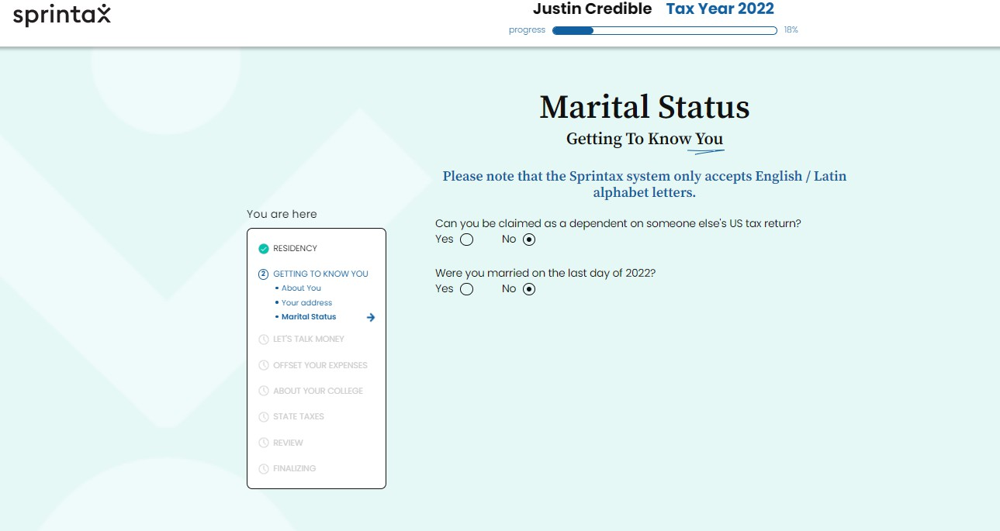 sprintax
Justin Credible Tax Year 2022
progress 18%
Marital Status
Getting To Know You
Please note that the Sprintax system only accepts English / Latin
alphabet letters.
You are here
RESIDENCY
2 GETTING TO KNOW YOU
• About You
• Your address
• Marital Status
LET'S TALK MONEY
OFFSET YOUR EXPENSES
ABOUT YOUR COLLEGE
STATE TAXES
REVIEW
FINALIZING
Can you be claimed as a dependent on someone else's US tax return?
Yes No
Were you married on the last day of 2022?
Yes No